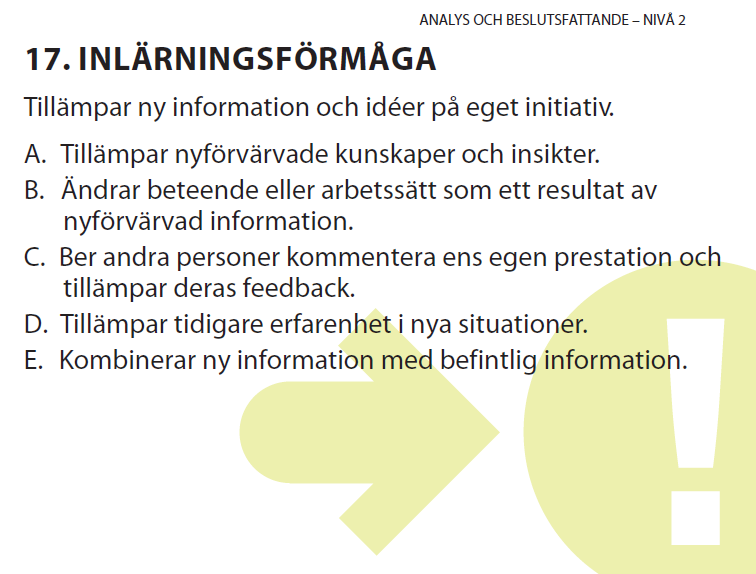 ANALYS OCH BESLUTSFATTANDE – NIVÅ 2
17. INLÄRNINGSFÖRMÅGA
Tillämpar ny information och idéer på eget initiativ.
A. Tillämpar nyförvärvade kunskaper och insikter.
B. Ändrar beteende eller arbetssätt som ett resultat av
nyförvärvad information.
C. Ber andra personer kommentera ens egen prestation och
tillämpar deras feedback.
D. Tillämpar tidigare erfarenhet i nya situationer.
E. Kombinerar ny information med befintlig information.
!